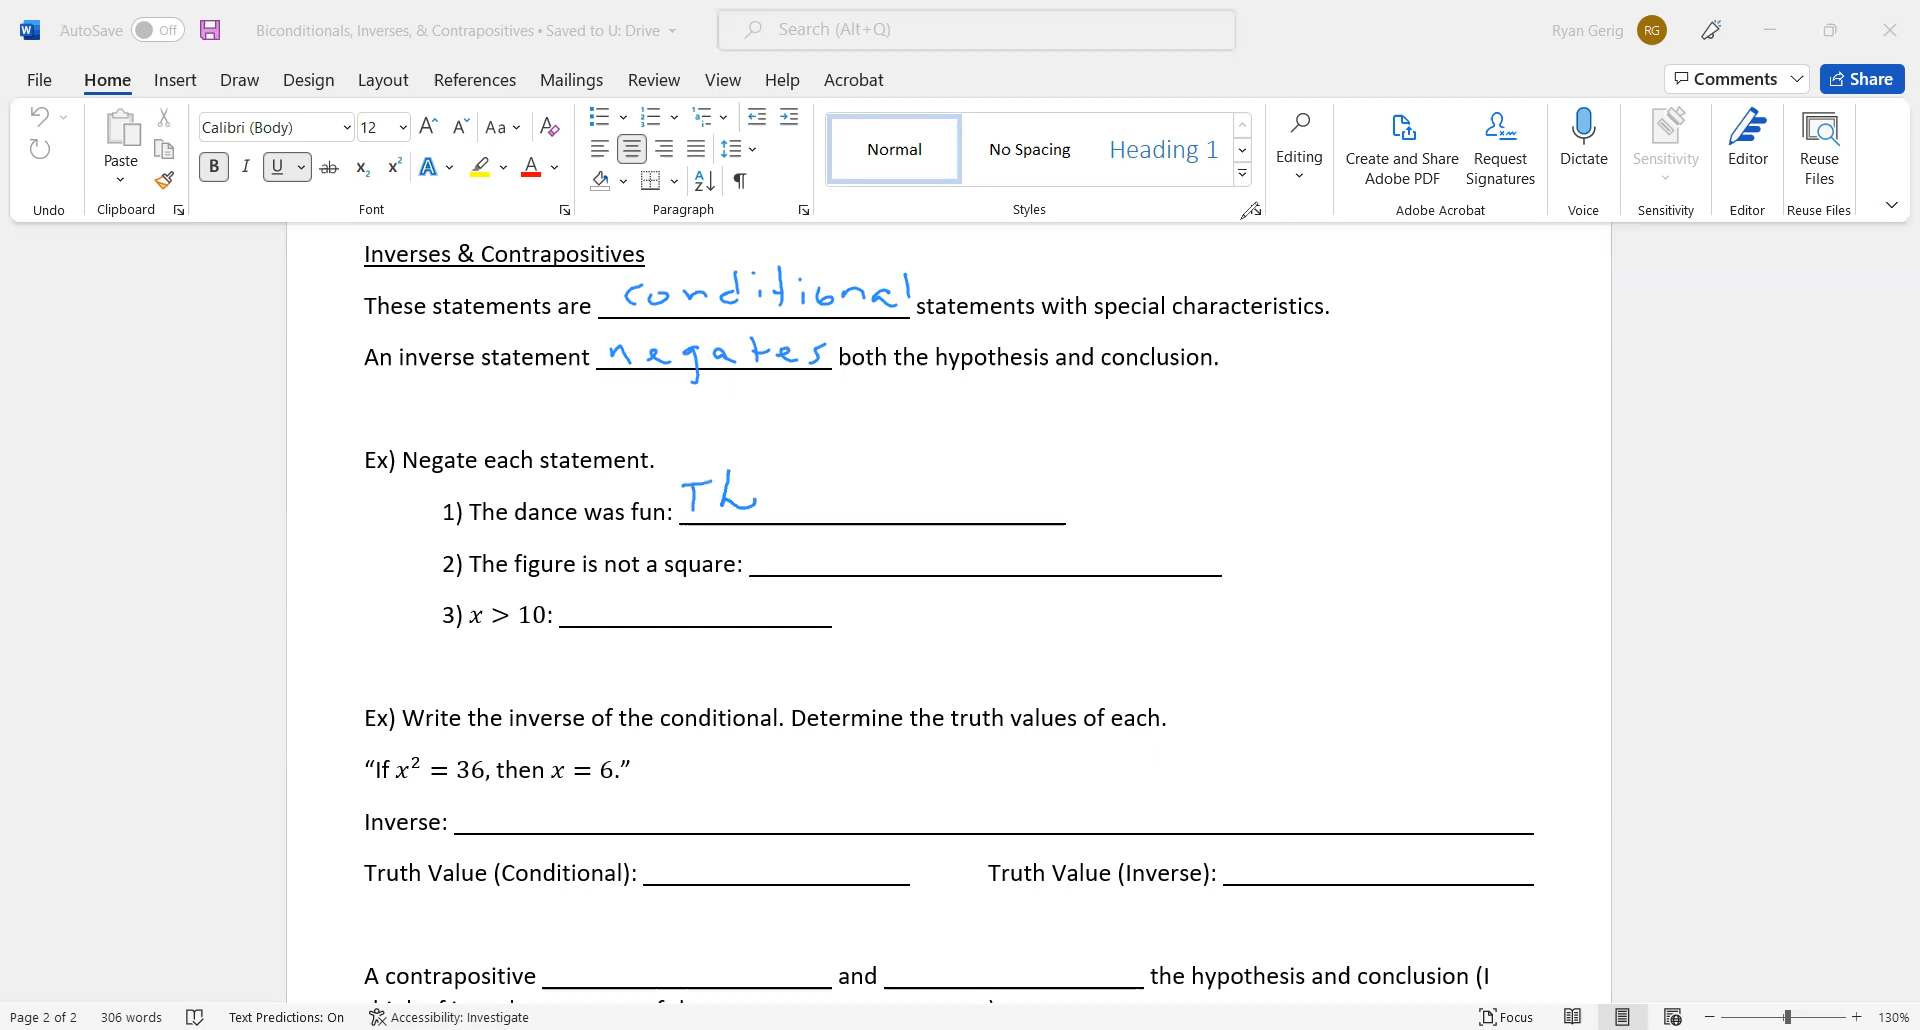 AutoSave Off Biconditionals, Inverses, & Contrapositives • Saved to U: Drive Search (Alt+Q) Ryan Gerig RG
File Home Insert Draw Design Layout References Mailings Review View Help Acrobat Comments Share
Calibri (Body) 12 A A Aa A
Paste B I U ab x₂ x² A A
Normal No Spacing Heading 1
Editing Create and Share Adobe PDF Request Signatures Dictate Sensitivity Editor Reuse Files
Undo Clipboard Font Paragraph Styles Adobe Acrobat Voice Sensitivity Editor Reuse Files
Inverses & Contrapositives
These statements are conditional statements with special characteristics.
An inverse statement negates both the hypothesis and conclusion.
Ex) Negate each statement.
1) The dance was fun: Th
2) The figure is not a square:
3) x > 10:
Ex) Write the inverse of the conditional. Determine the truth values of each.
“If x² = 36, then x = 6.”
Inverse:
Truth Value (Conditional): Truth Value (Inverse):
A contrapositive and the hypothesis and conclusion (I
Page 2 of 2 306 words Text Predictions: On Accessibility: Investigate Focus 130%